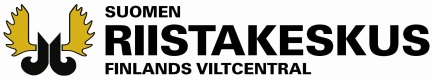 SUOMEN
RIISTAKESKUS
FINLANDS VILTCENTRAL